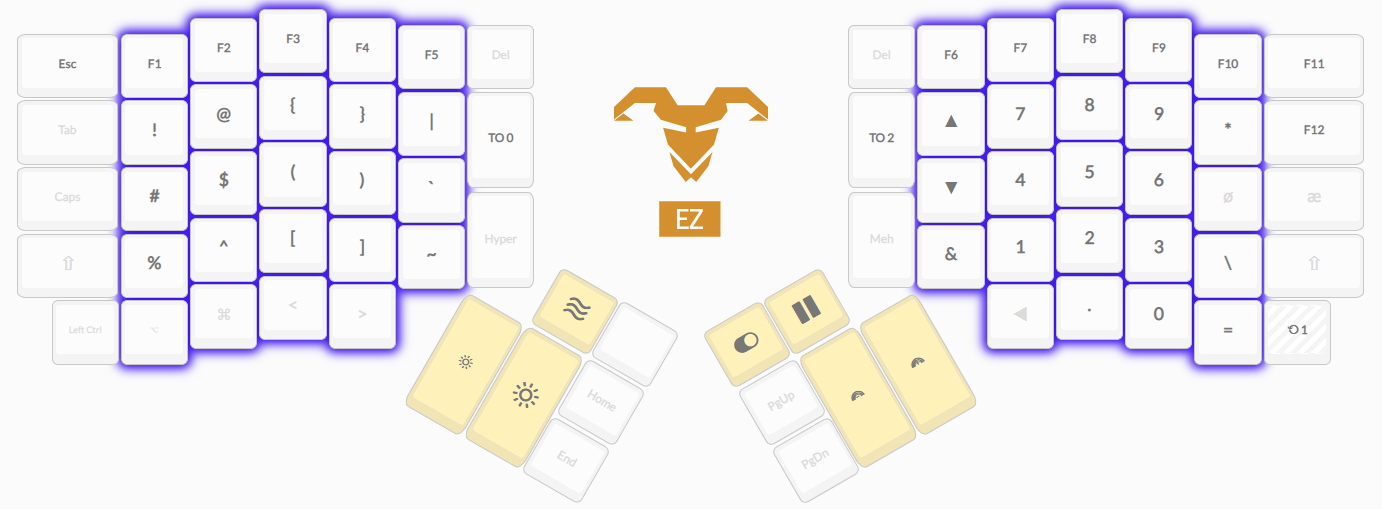 Esc F1 F2 F3 F4 F5 Del
Tab ! @ { } | TO 0
Caps # $ ( ) `
⇧ % ^ [ ] ~ Hyper
Left Ctrl ⌥ ⌘ < >
Home
End
EZ
Del F6 F7 F8 F9 F10 F11
TO 2 ▲ 7 8 9 * F12
▼ 4 5 6 ø æ
Meh & 1 2 3 \ ⇧
◀ . 0 = 1
PgUp
PgDn